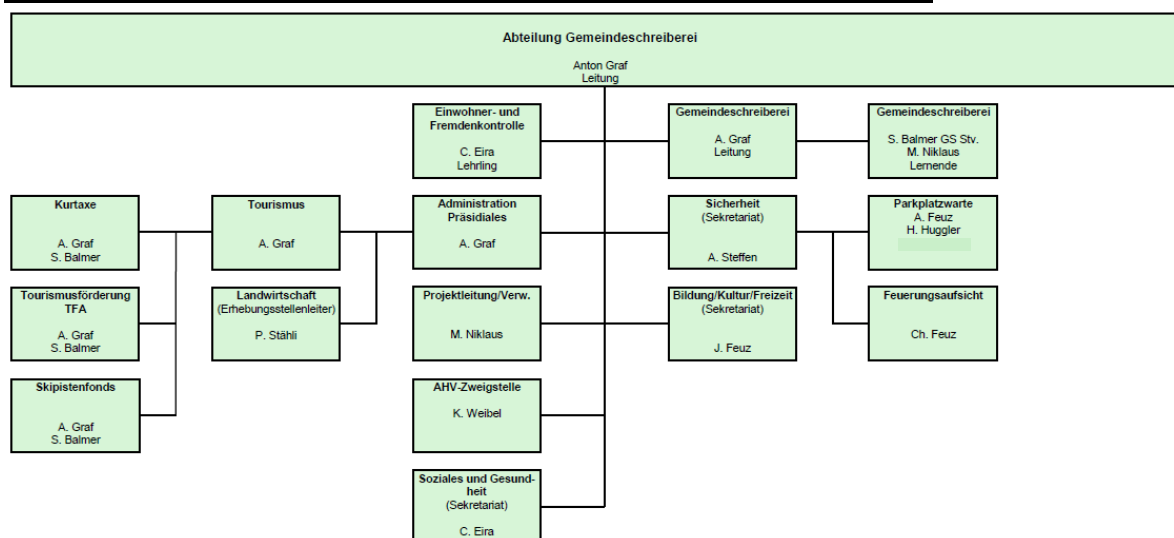 Abteilung Gemeindeschreiberei
Anton Graf
Leitung
Einwohner- und
Fremdenkontrolle
C. Eira
Lehrling
Gemeindeschreiberei
A. Graf
Leitung
Gemeindeschreiberei
S. Balmer GS Stv.
M. Niklaus
Lernende
Kurtaxe
A. Graf
S. Balmer
Tourismus
A. Graf
Administration
Präsidiales
A. Graf
Sicherheit
(Sekretariat)
A. Steffen
Parkplatzwarte
A. Feuz
H. Huggler
Tourismusförderung
TFA
A. Graf
S. Balmer
Landwirtschaft
(Erhebungsstellenleiter)
P. Stähli
Projektleitung/Verw.
M. Niklaus
Bildung/Kultur/Freizeit
(Sekretariat)
J. Feuz
Feuerungsaufsicht
Ch. Feuz
Skipistenfonds
A. Graf
S. Balmer
AHV-Zweigstelle
K. Weibel
Soziales und Gesund-
heit
(Sekretariat)
C. Eira